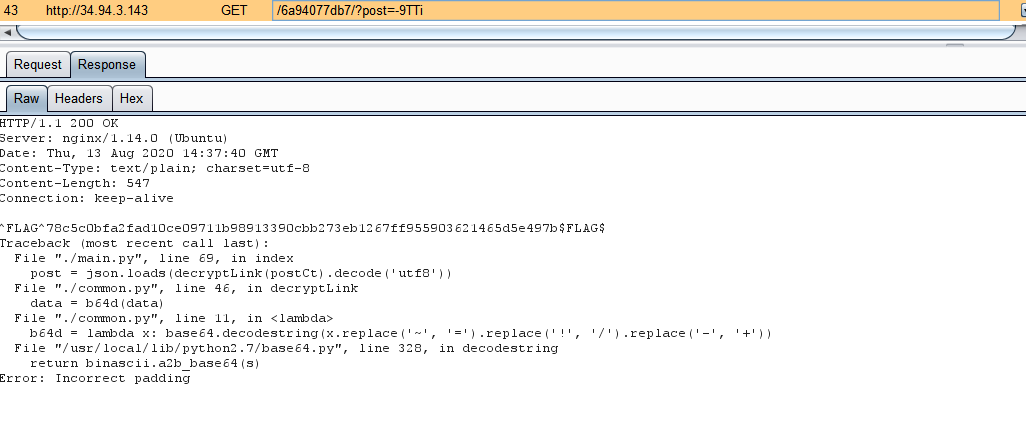 43 http://34.94.3.143 GET /6a94077db7/?post=-9TTi
Request Response
Raw Headers Hex
HTTP/1.1 200 OK
Server: nginx/1.14.0 (Ubuntu)
Date: Thu, 13 Aug 2020 14:37:40 GMT
Content-Type: text/plain; charset=utf-8
Content-Length: 547
Connection: keep-alive
^FLAG^78c5c0bfa2fad10ce09711b98913390cbb273eb1267ff955903621465d5e497b$FLAG$
Traceback (most recent call last):
File "./main.py", line 69, in index
post = json.loads(decryptLink(postCt).decode('utf8'))
File "./common.py", line 46, in decryptLink
data = b64d(data)
File "./common.py", line 11, in <lambda>
b64d = lambda x: base64.decodestring(x.replace('~', '=').replace('!', '/').replace('-', '+'))
File "/usr/local/lib/python2.7/base64.py", line 328, in decodestring
return binascii.a2b_base64(s)
Error: Incorrect padding